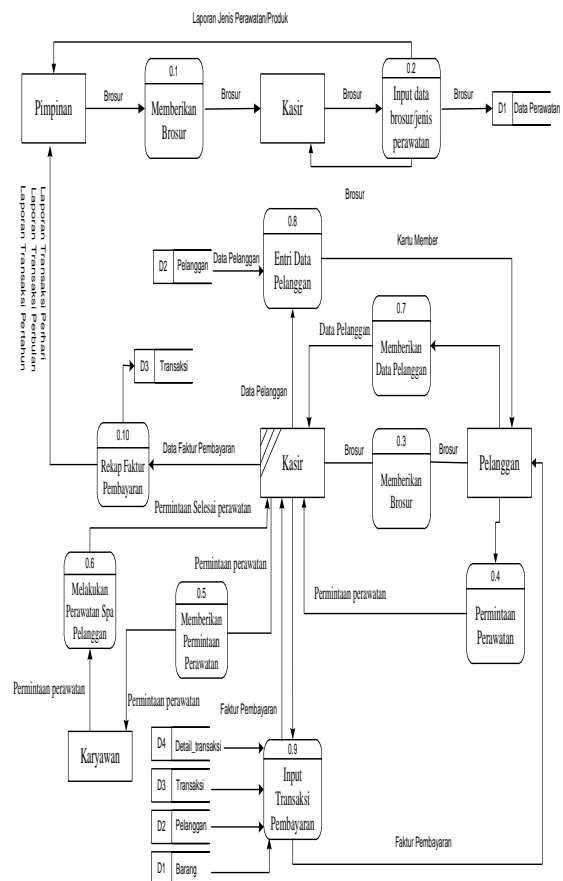 Laporan Jenis Perawatan/Produk
Pimpinan
Brosur
0.1
Memberikan
Brosur
Brosur
Kasir
Brosur
0.2
Input data
brosur/jenis
perawatan
Brosur
D1 Data Perawatan
Brosur
Laporan Transaksi Perhari
Laporan Transaksi Perbulan
Laporan Transaksi Pertahun
D2 Pelanggan
Data Pelanggan
0.8
Entri Data
Pelanggan
Kartu Member
0.7
Memberikan
Data Pelanggan
Data Pelanggan
Data Pelanggan
D3 Transaksi
0.10
Rekap Faktur
Pembayaran
Data Faktur Pembayaran
Kasir
Brosur
0.3
Memberikan
Brosur
Brosur
Pelanggan
Permintaan Selesai perawatan
0.6
Melakukan
Perawatan Spa
Pelanggan
Permintaan perawatan
0.5
Memberikan
Permintaan
Perawatan
Permintaan perawatan
0.4
Permintaan
Perawatan
Permintaan perawatan
Permintaan perawatan
Karyawan
Faktur Pembayaran
D4 Detail_transaksi
D3 Transaksi
D2 Pelanggan
D1 Barang
0.9
Input
Transaksi
Pembayaran
Faktur Pembayaran